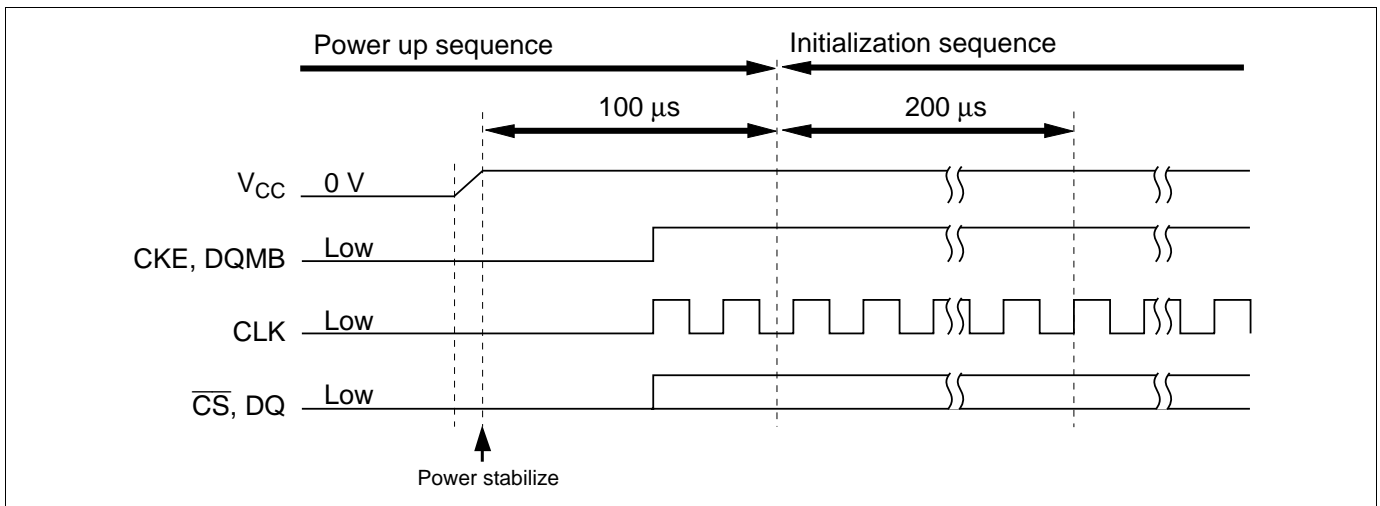 Power up sequence
Initialization sequence
100 μs
200 μs
VCC
0 V
CKE, DQMB
Low
CLK
Low
C̅S̅, DQ
Low
Power stabilize